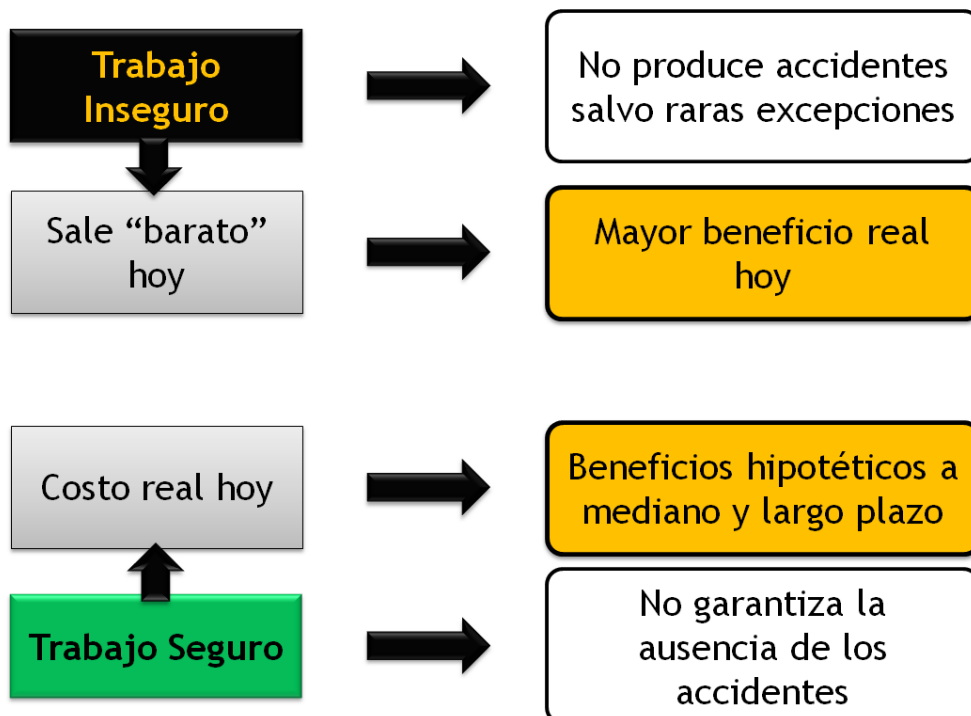 Trabajo
Inseguro
No produce accidentes
salvo raras excepciones
Sale “barato”
hoy
Mayor beneficio real
hoy
Costo real hoy
Beneficios hipotéticos a
mediano y largo plazo
Trabajo Seguro
No garantiza la
ausencia de los
accidentes